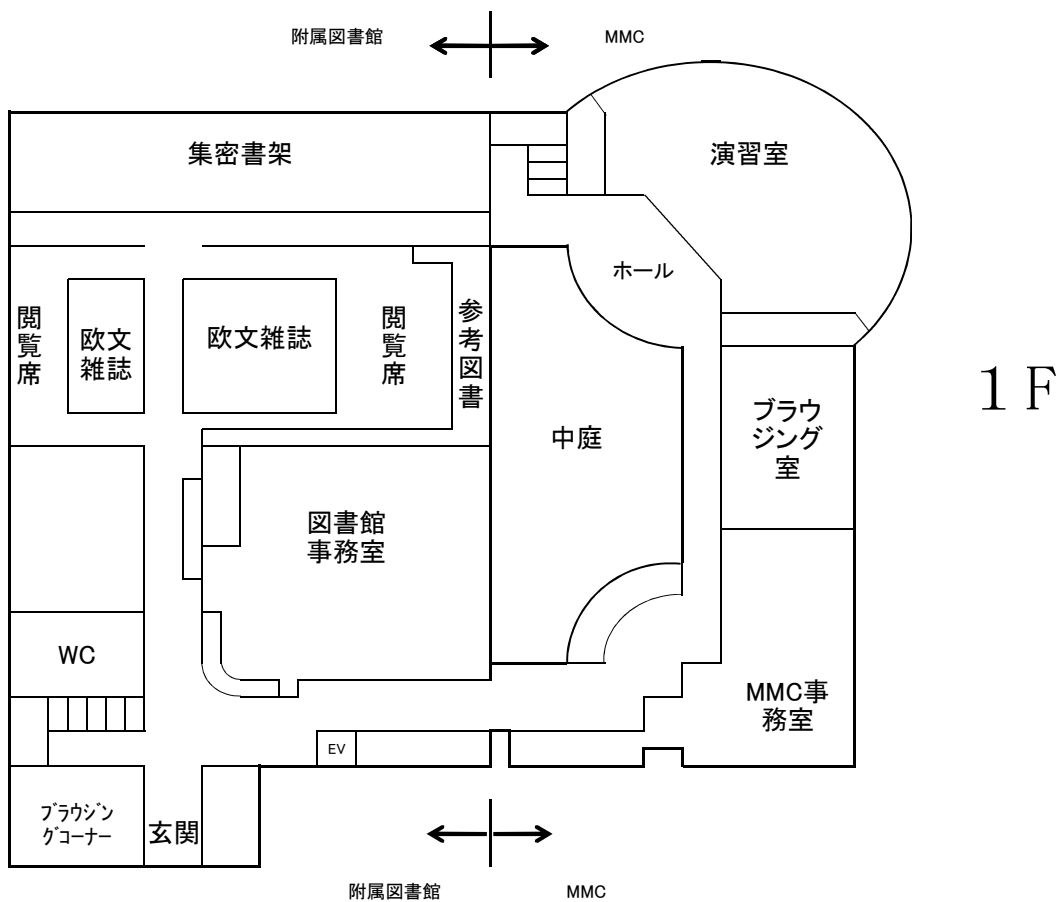 附属図書館
MMC
集密書架
演習室
ホール
閲覧席
欧文
雑誌
欧文雑誌
閲覧席
参考図書
1F
中庭
ブラウ
ジング
室
図書館
事務室
WC
MMC事
務室
EV
ﾌﾞﾗｳｼﾞﾝ
ｸﾞｺｰﾅｰ
玄関
附属図書館
MMC